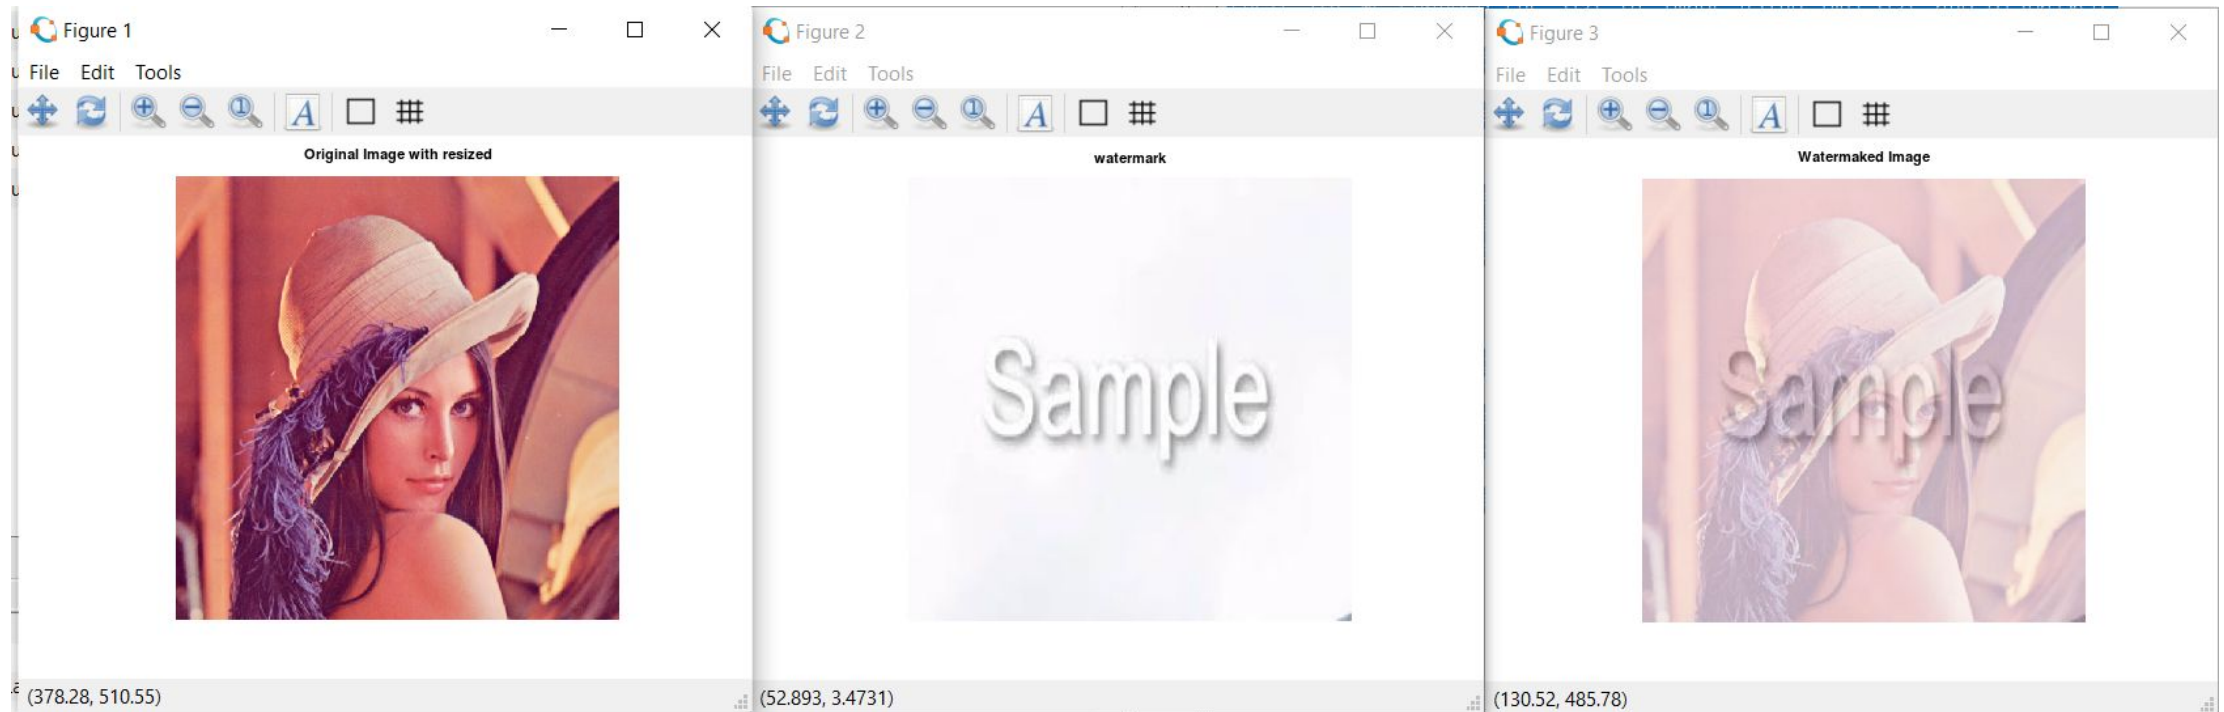 Figure 1
File Edit Tools
Original Image with resized
(378.28, 510.55)
Figure 2
File Edit Tools
watermark
Sample
(52.893, 3.4731)
Figure 3
File Edit Tools
Watermaked Image
Sample
(130.52, 485.78)